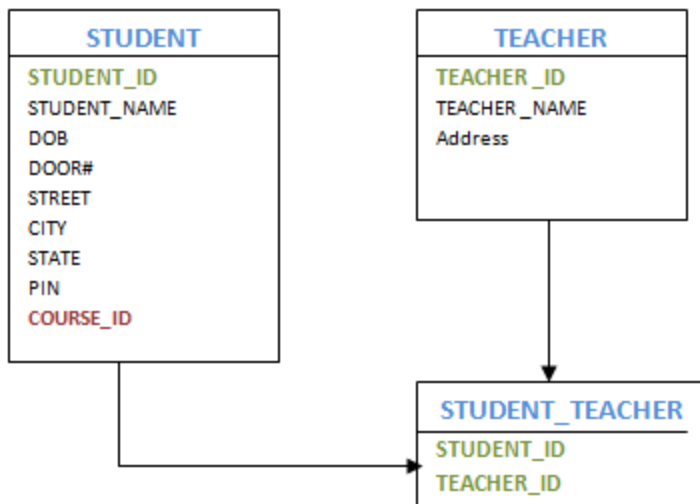 STUDENT
STUDENT_ID
STUDENT_NAME
DOB
DOOR#
STREET
CITY
STATE
PIN
COURSE_ID
TEACHER
TEACHER _ID
TEACHER _NAME
Address
STUDENT_TEACHER
STUDENT_ID
TEACHER_ID